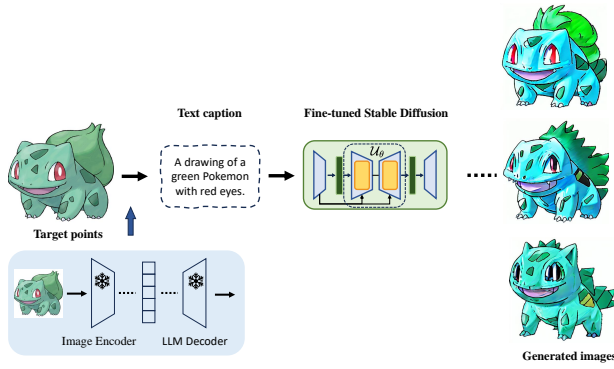 Text caption
Fine-tuned Stable Diffusion
A drawing of a
green Pokemon
with red eyes.
𝒰θ
Target points
Image Encoder
LLM Decoder
Generated images